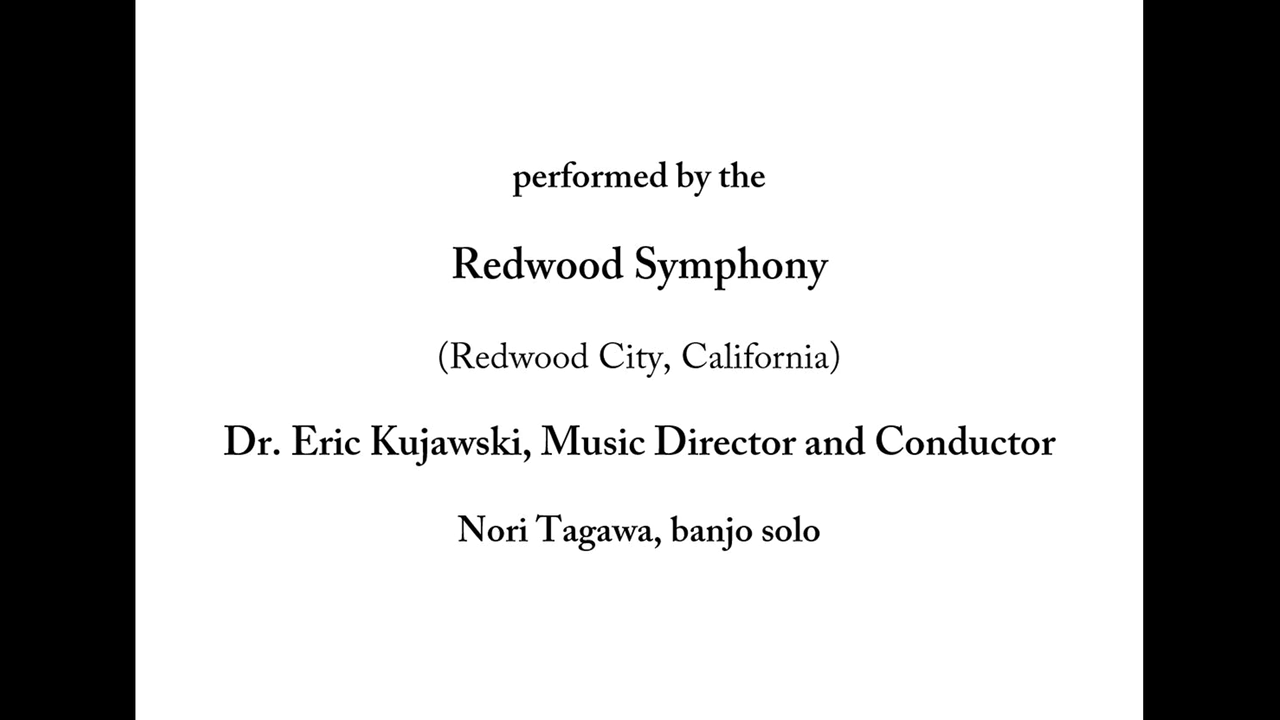 performed by the
Redwood Symphony
(Redwood City, California)
Dr. Eric Kujawski, Music Director and Conductor
Nori Tagawa, banjo solo